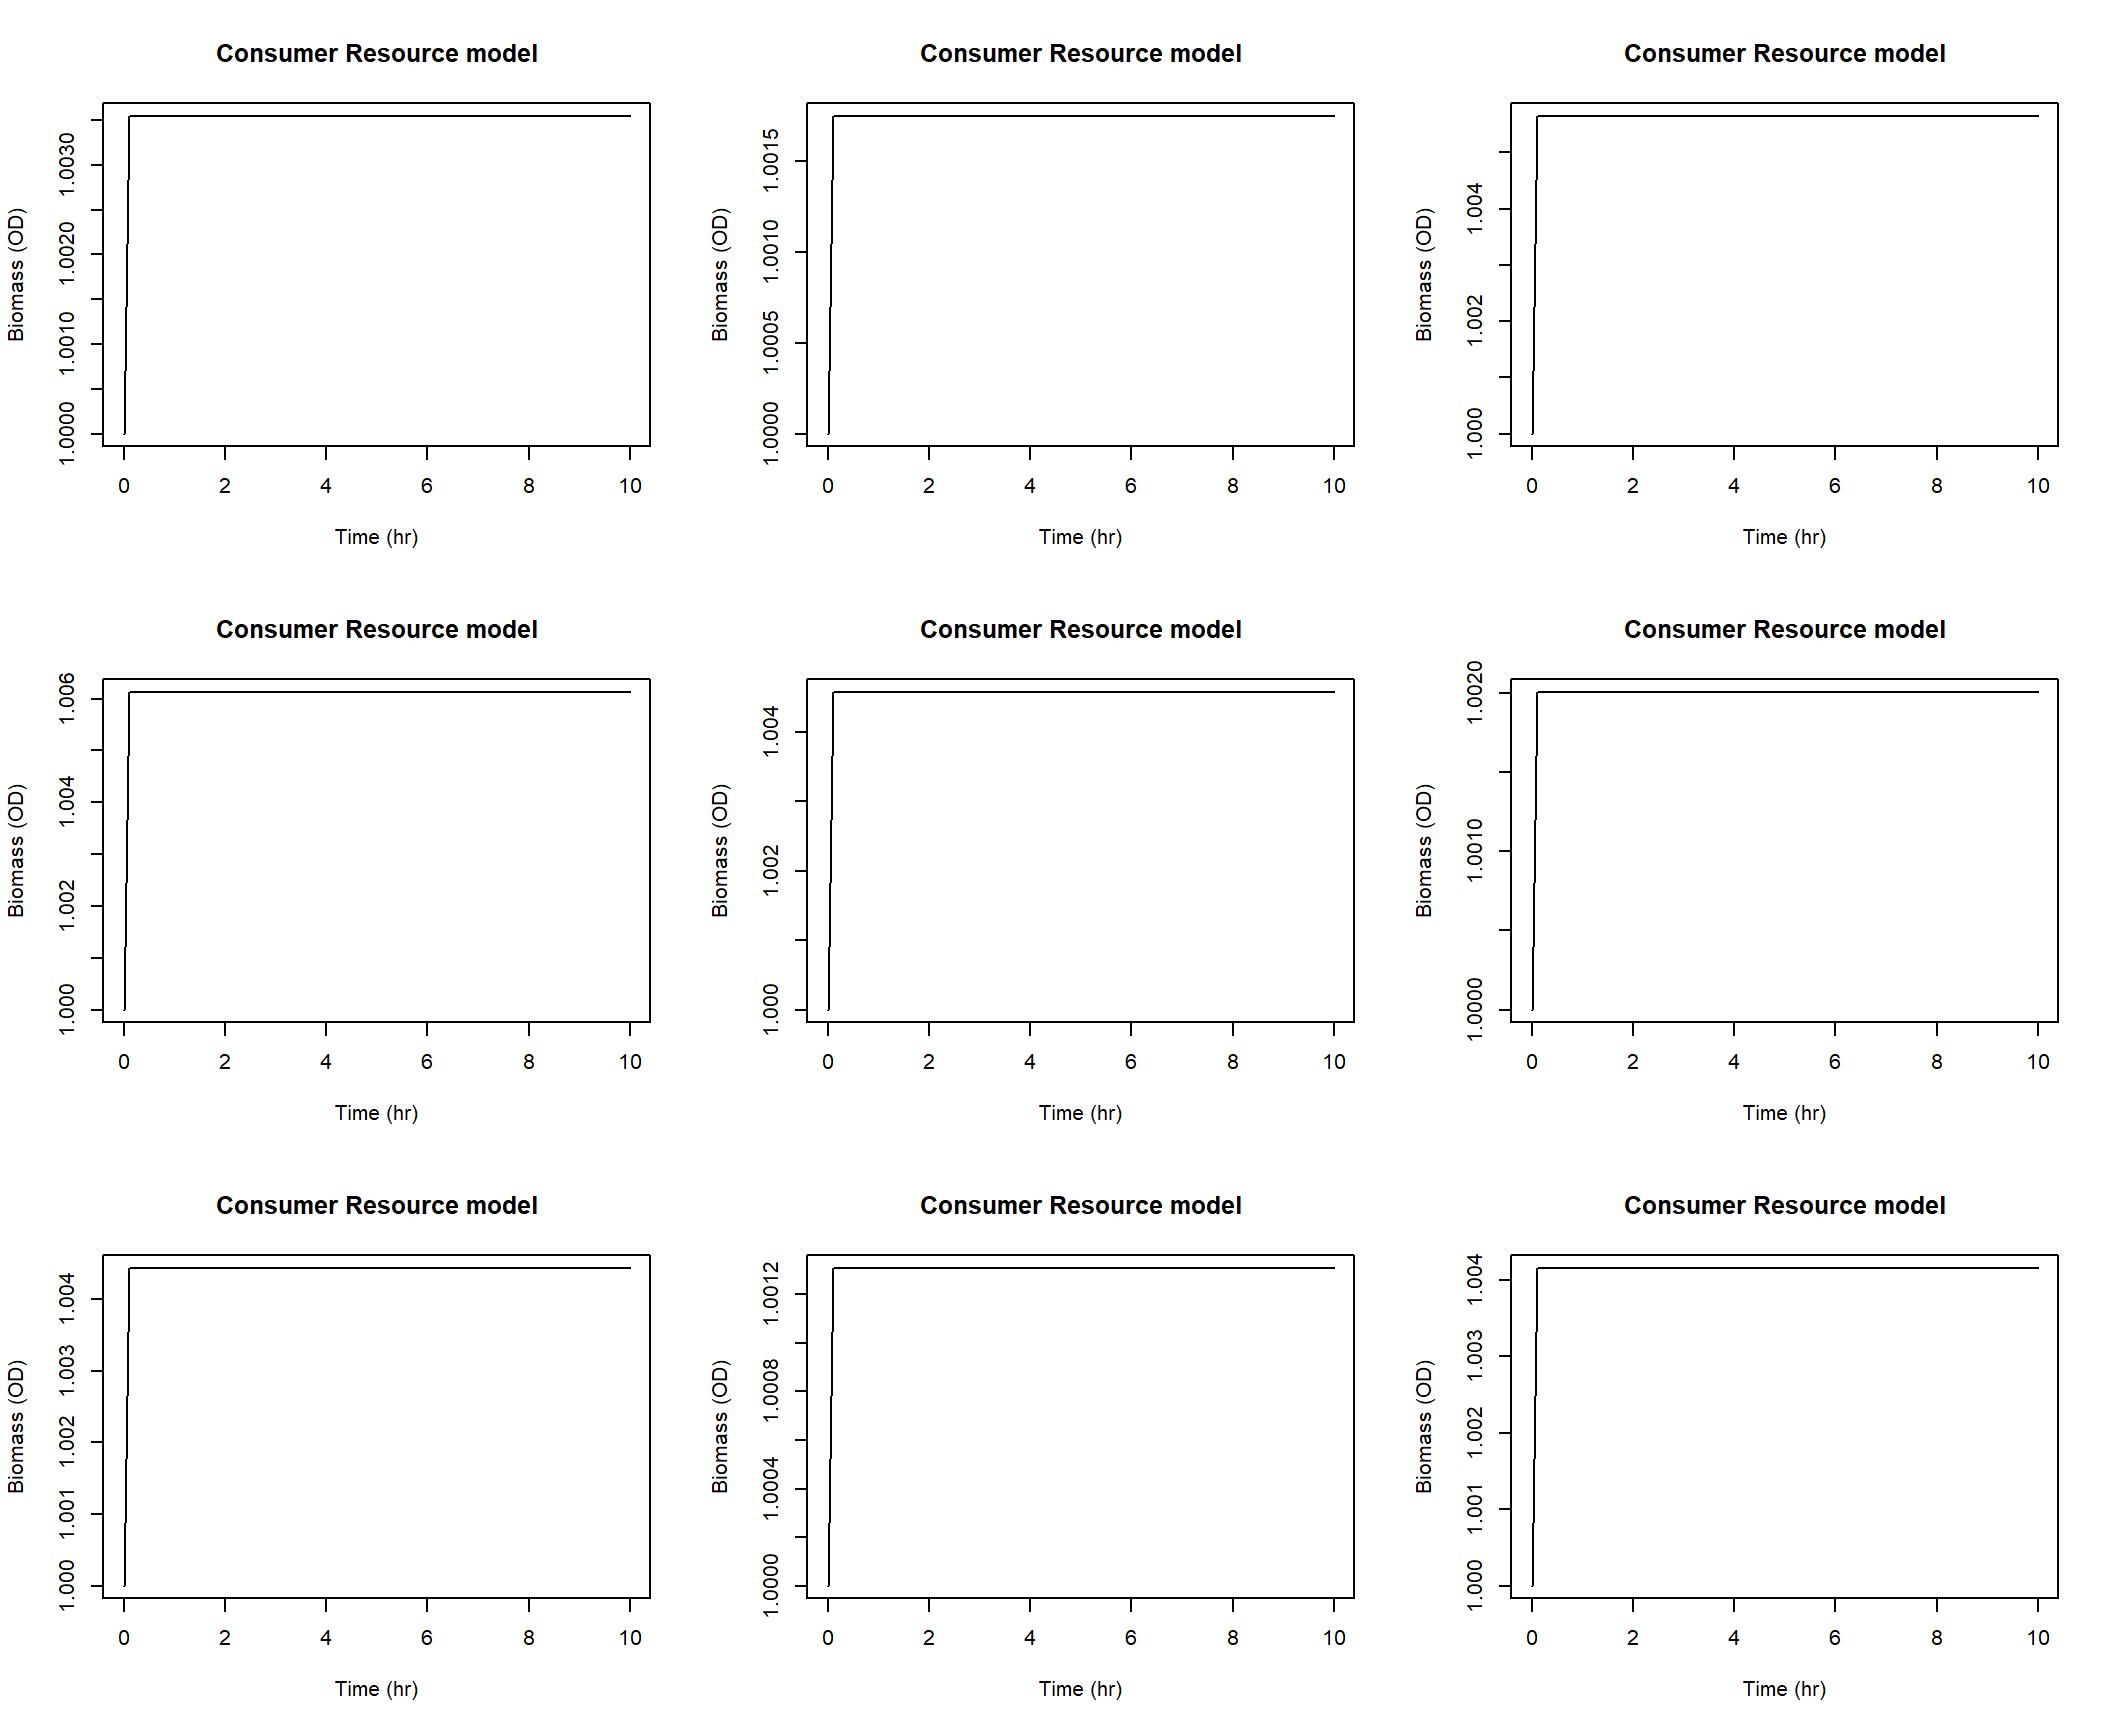 Consumer Resource model
Biomass (OD)
1.0000 1.0010 1.0020 1.0030
0 2 4 6 8 10
Time (hr)
Consumer Resource model
Biomass (OD)
1.0000 1.0005 1.0010 1.0015
0 2 4 6 8 10
Time (hr)
Consumer Resource model
Biomass (OD)
1.000 1.002 1.004
0 2 4 6 8 10
Time (hr)
Consumer Resource model
Biomass (OD)
1.000 1.002 1.004 1.006
0 2 4 6 8 10
Time (hr)
Consumer Resource model
Biomass (OD)
1.000 1.002 1.004
0 2 4 6 8 10
Time (hr)
Consumer Resource model
Biomass (OD)
1.0000 1.0010 1.0020
0 2 4 6 8 10
Time (hr)
Consumer Resource model
Biomass (OD)
1.000 1.001 1.002 1.003 1.004
0 2 4 6 8 10
Time (hr)
Consumer Resource model
Biomass (OD)
1.0000 1.0004 1.0008 1.0012
0 2 4 6 8 10
Time (hr)
Consumer Resource model
Biomass (OD)
1.000 1.001 1.002 1.003 1.004
0 2 4 6 8 10
Time (hr)